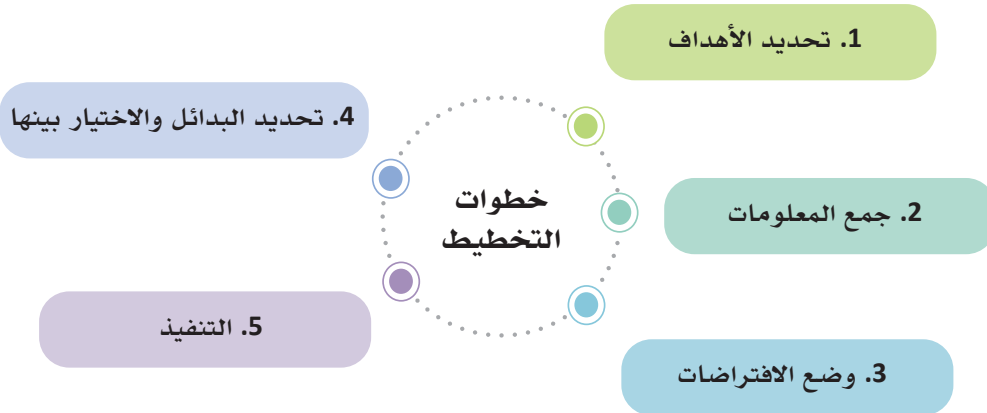 خطوات
التخطيط
1. تحديد الأهداف
2. جمع المعلومات
3. وضع الافتراضات
4. تحديد البدائل والاختيار بينها
5. التنفيذ